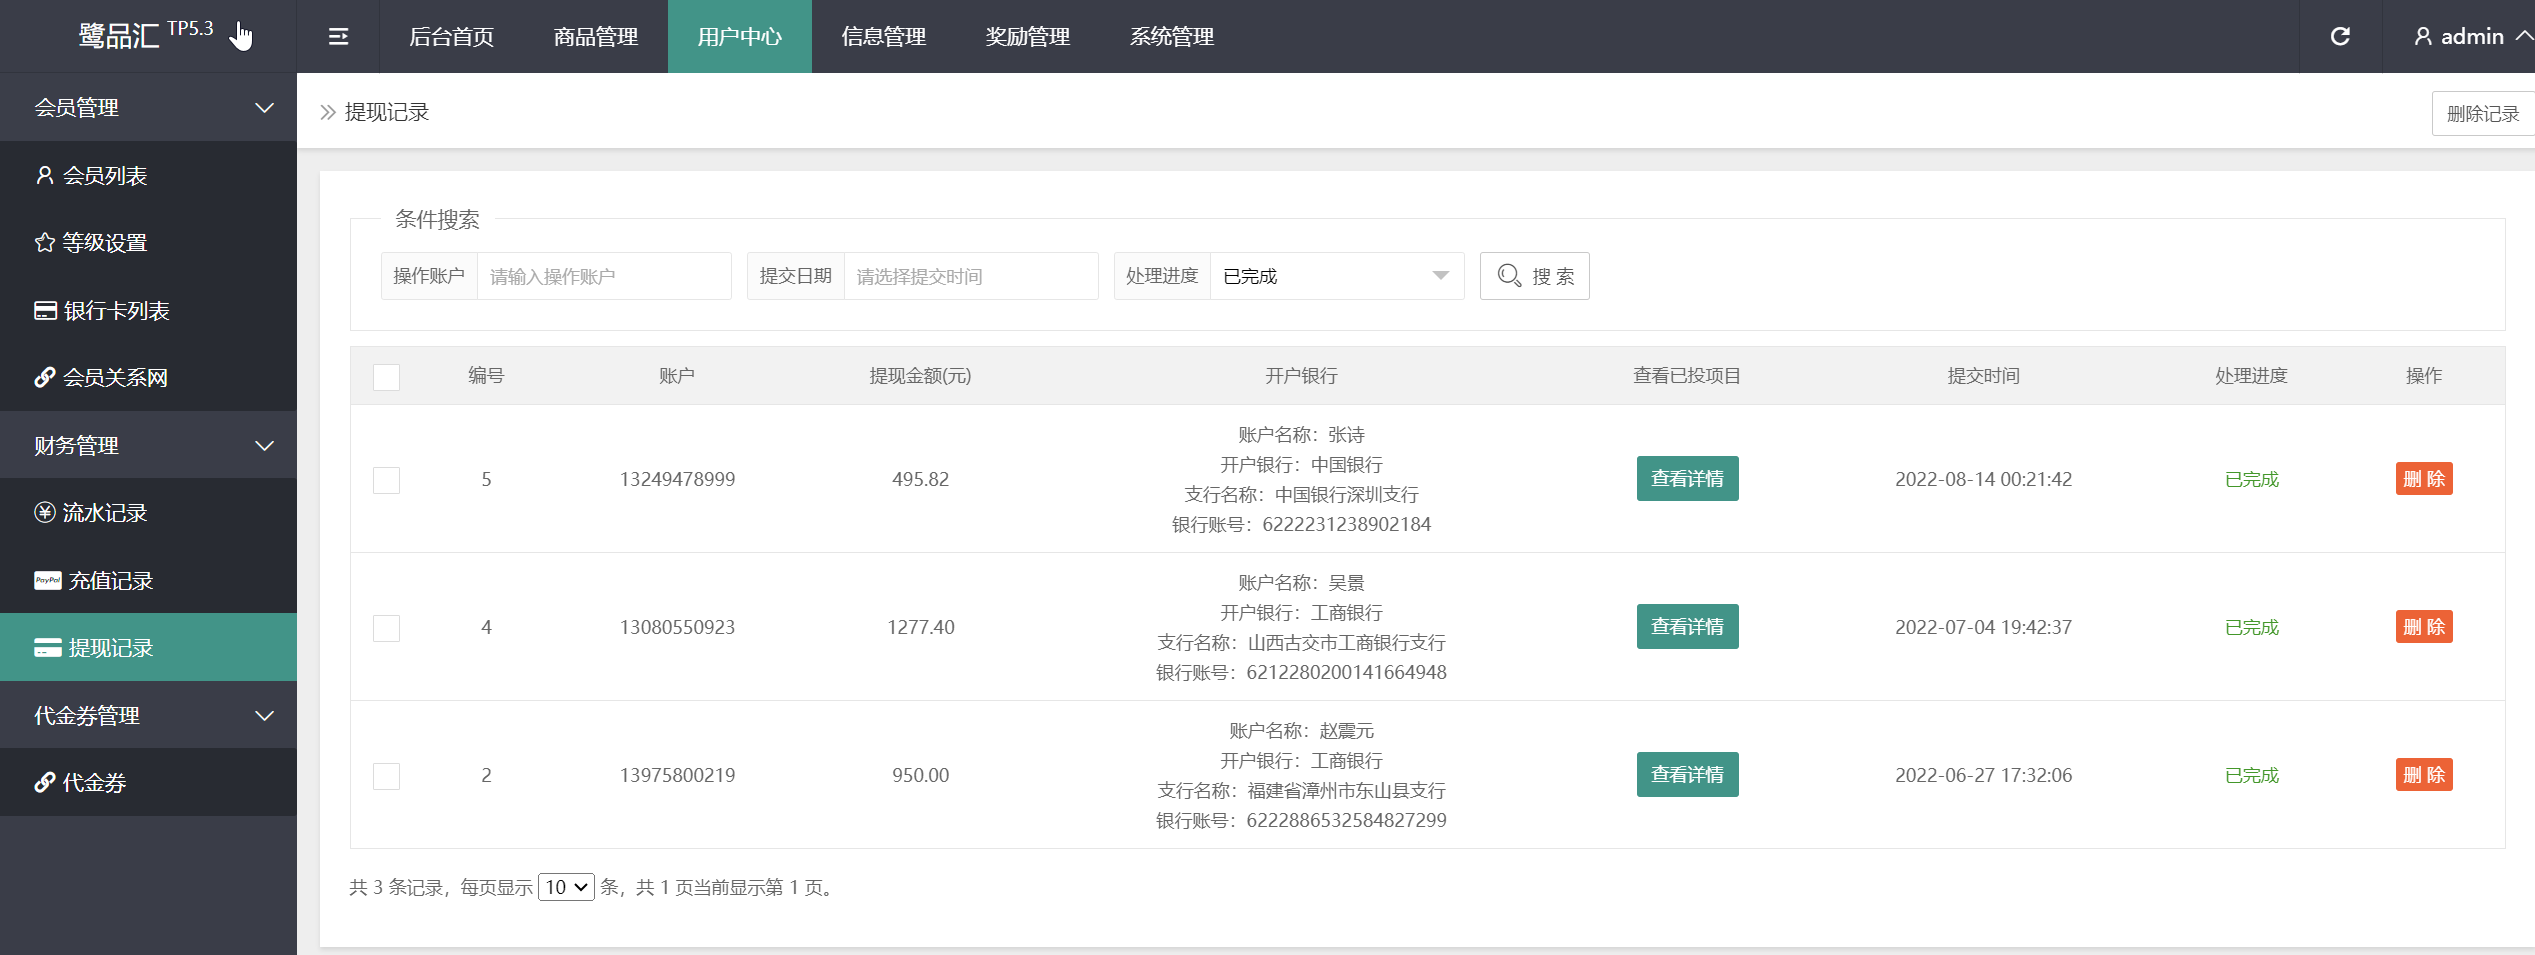 鹭品汇 TP5.3
后台首页 商品管理 用户中心 信息管理 奖励管理 系统管理 admin
会员管理
会员列表
等级设置
银行卡列表
会员关系网
财务管理
流水记录
PayPal 充值记录
提现记录
代金券管理
代金券
提现记录 删除记录
条件搜索
操作账户 请输入操作账户 提交日期 请选择提交时间 处理进度 已完成 搜 索
编号 账户 提现金额(元) 开户银行 查看已投项目 提交时间 处理进度 操作
账户名称：张诗
开户银行：中国银行
5 13249478999 495.82 查看详情 2022-08-14 00:21:42 已完成 删 除
支行名称：中国银行深圳支行
银行账号：6222231238902184
账户名称：吴景
开户银行：工商银行
4 13080550923 1277.40 查看详情 2022-07-04 19:42:37 已完成 删 除
支行名称：山西古交市工商银行支行
银行账号：6212280200141664948
账户名称：赵震元
开户银行：工商银行
2 13975800219 950.00 查看详情 2022-06-27 17:32:06 已完成 删 除
支行名称：福建省漳州市东山县支行
银行账号：6222886532584827299
共 3 条记录，每页显示 10 条，共 1 页当前显示第 1 页。